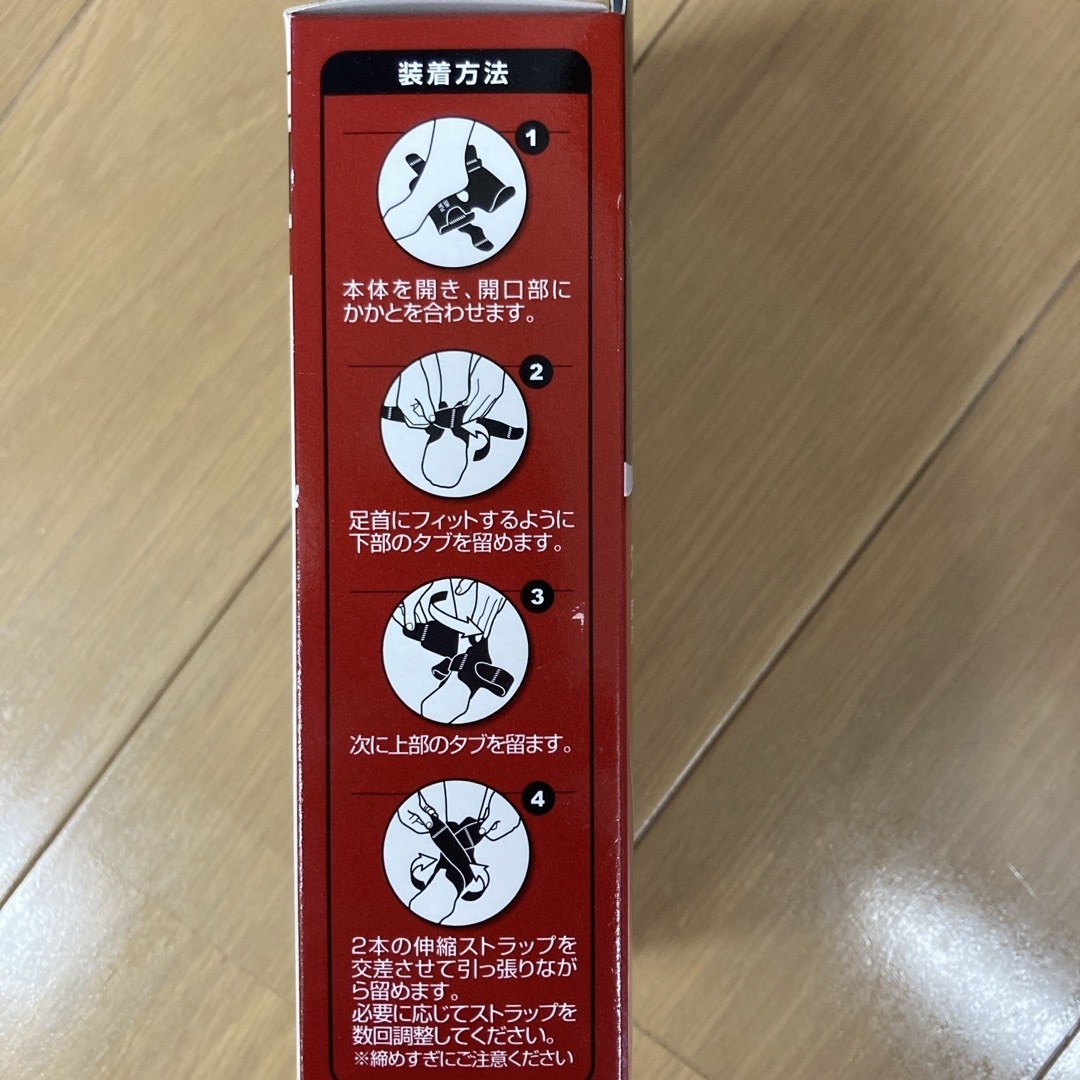 装着方法
1
本体を開き、開口部に
かかとを合わせます。
2
足首にフィットするように
下部のタブを留めます。
3
次に上部のタブを留ます。
4
2本の伸縮ストラップを
交差させて引っ張りなが
ら留めます。
必要に応じてストラップを
数回調整してください。
※締めすぎにご注意ください